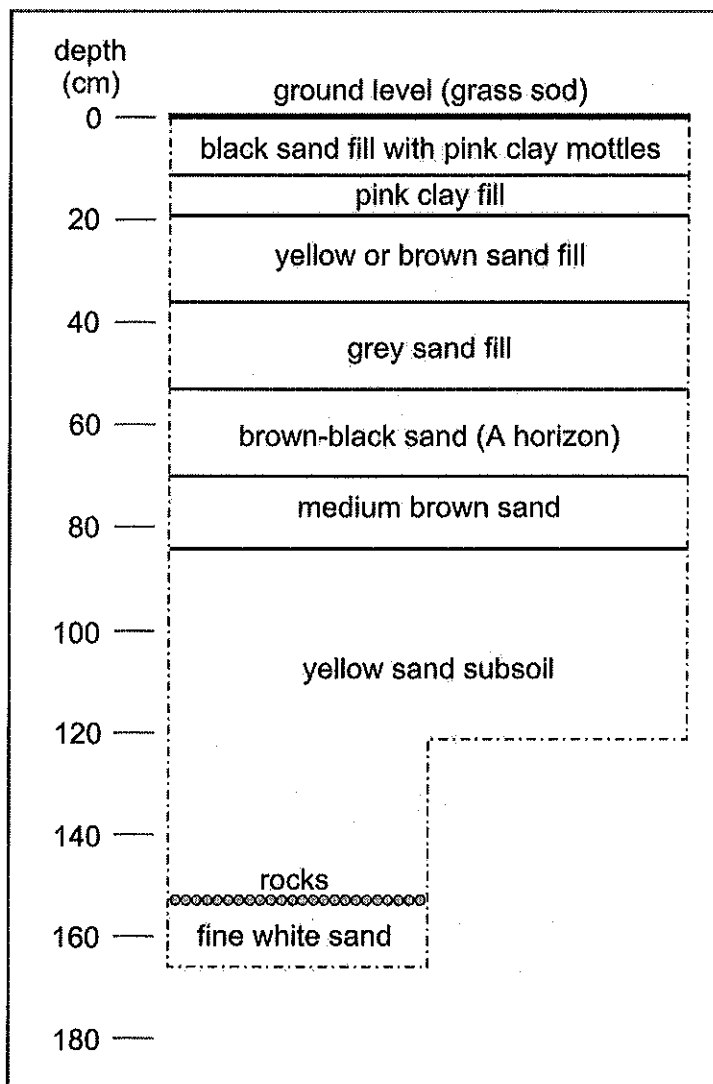 depth
(cm)
ground level (grass sod)
0
black sand fill with pink clay mottles
pink clay fill
20
yellow or brown sand fill
40
grey sand fill
60
brown-black sand (A horizon)
medium brown sand
80
100
yellow sand subsoil
120
140
rocks
160
fine white sand
180